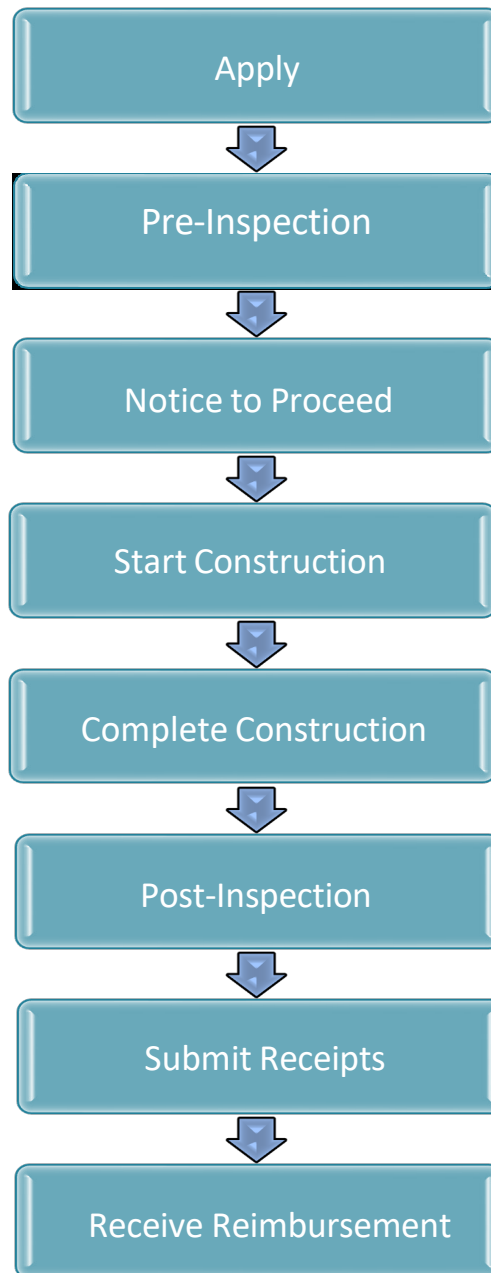 Apply
Pre-Inspection
Notice to Proceed
Start Construction
Complete Construction
Post-Inspection
Submit Receipts
Receive Reimbursement